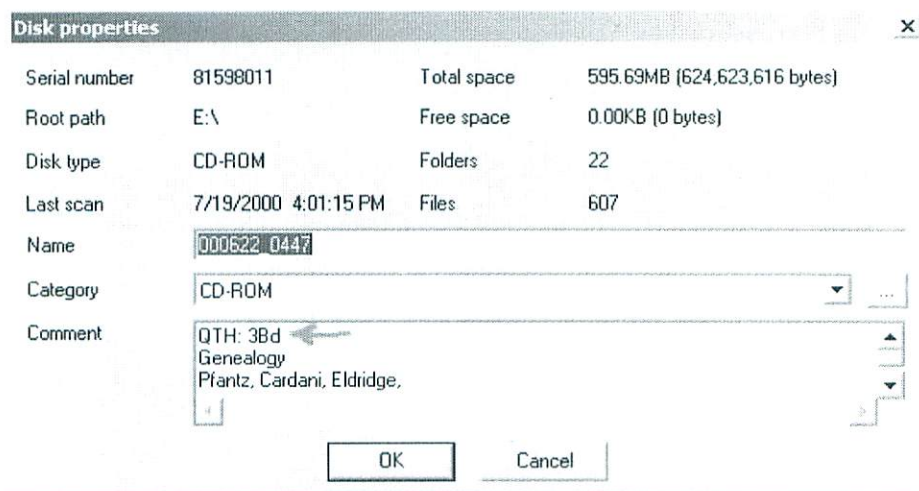 Disk properties
Serial number 81598011 Total space 595.69MB (624,623,616 bytes)
Root path E:\ Free space 0.00KB (0 bytes)
Disk type CD-ROM Folders 22
Last scan 7/19/2000 4:01:15 PM Files 607
Name 000622_0447
Category CD-ROM ...
Comment QTH: 3Bd
Genealogy
Pfantz, Cardani, Eldridge,
OK Cancel